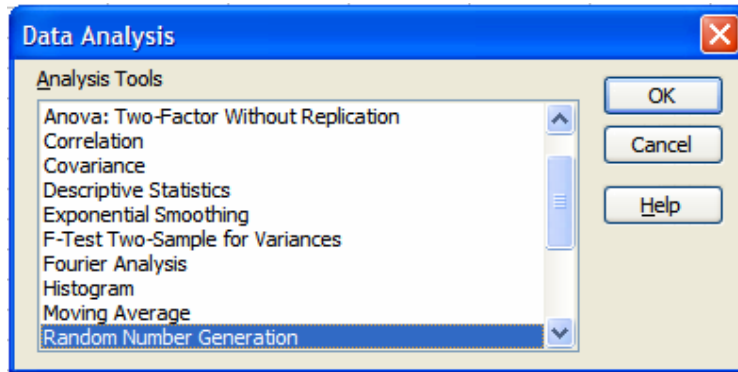 Data Analysis
Analysis Tools
Anova: Two-Factor Without Replication
Correlation
Covariance
Descriptive Statistics
Exponential Smoothing
F-Test Two-Sample for Variances
Fourier Analysis
Histogram
Moving Average
Random Number Generation
OK
Cancel
Help